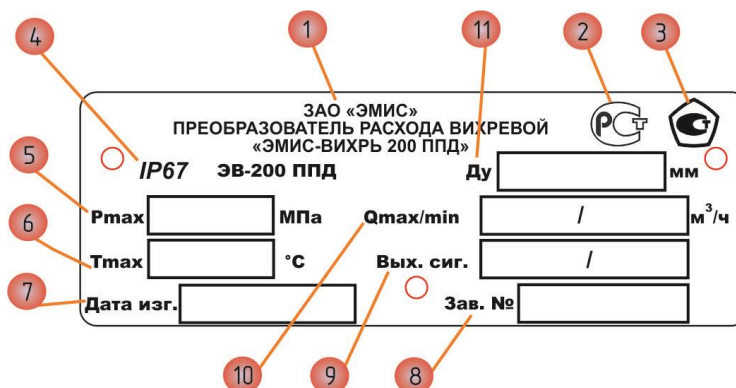 1 11 2 3
4
ЗАО «ЭМИС»
ПРЕОБРАЗОВАТЕЛЬ РАСХОДА ВИХРЕВОЙ
«ЭМИС-ВИХРЬ 200 ППД»
РСТ
Ст
IP67 ЭВ-200 ППД Ду мм
5 Pmax МПа Qmax/min / м³/ч
6 Tmax °С Вых. сиг. /
7 Дата изг. Зав. №
10 9 8